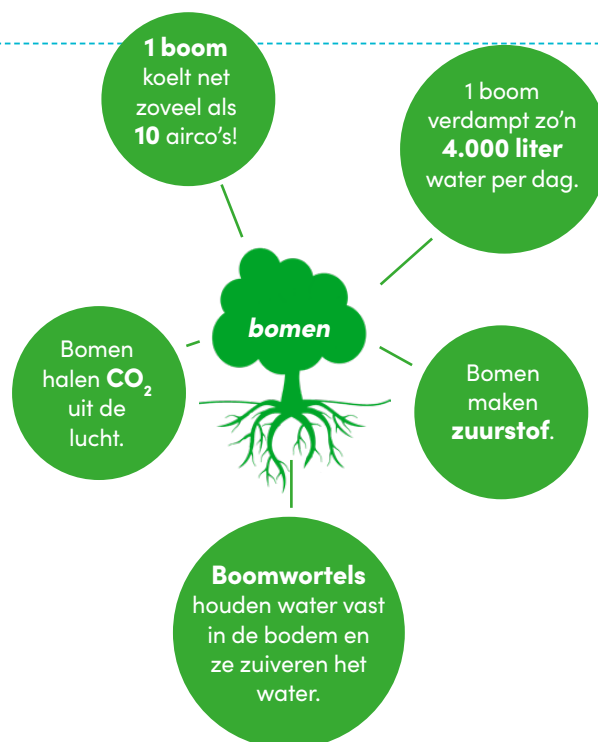 1 boom
koelt net
zoveel als
10 airco's!
1 boom
verdampt zo'n
4.000 liter
water per dag.
bomen
Bomen
halen CO₂
uit de
lucht.
Bomen
maken
zuurstof.
Boomwortels
houden water vast
in de bodem en
ze zuiveren het
water.